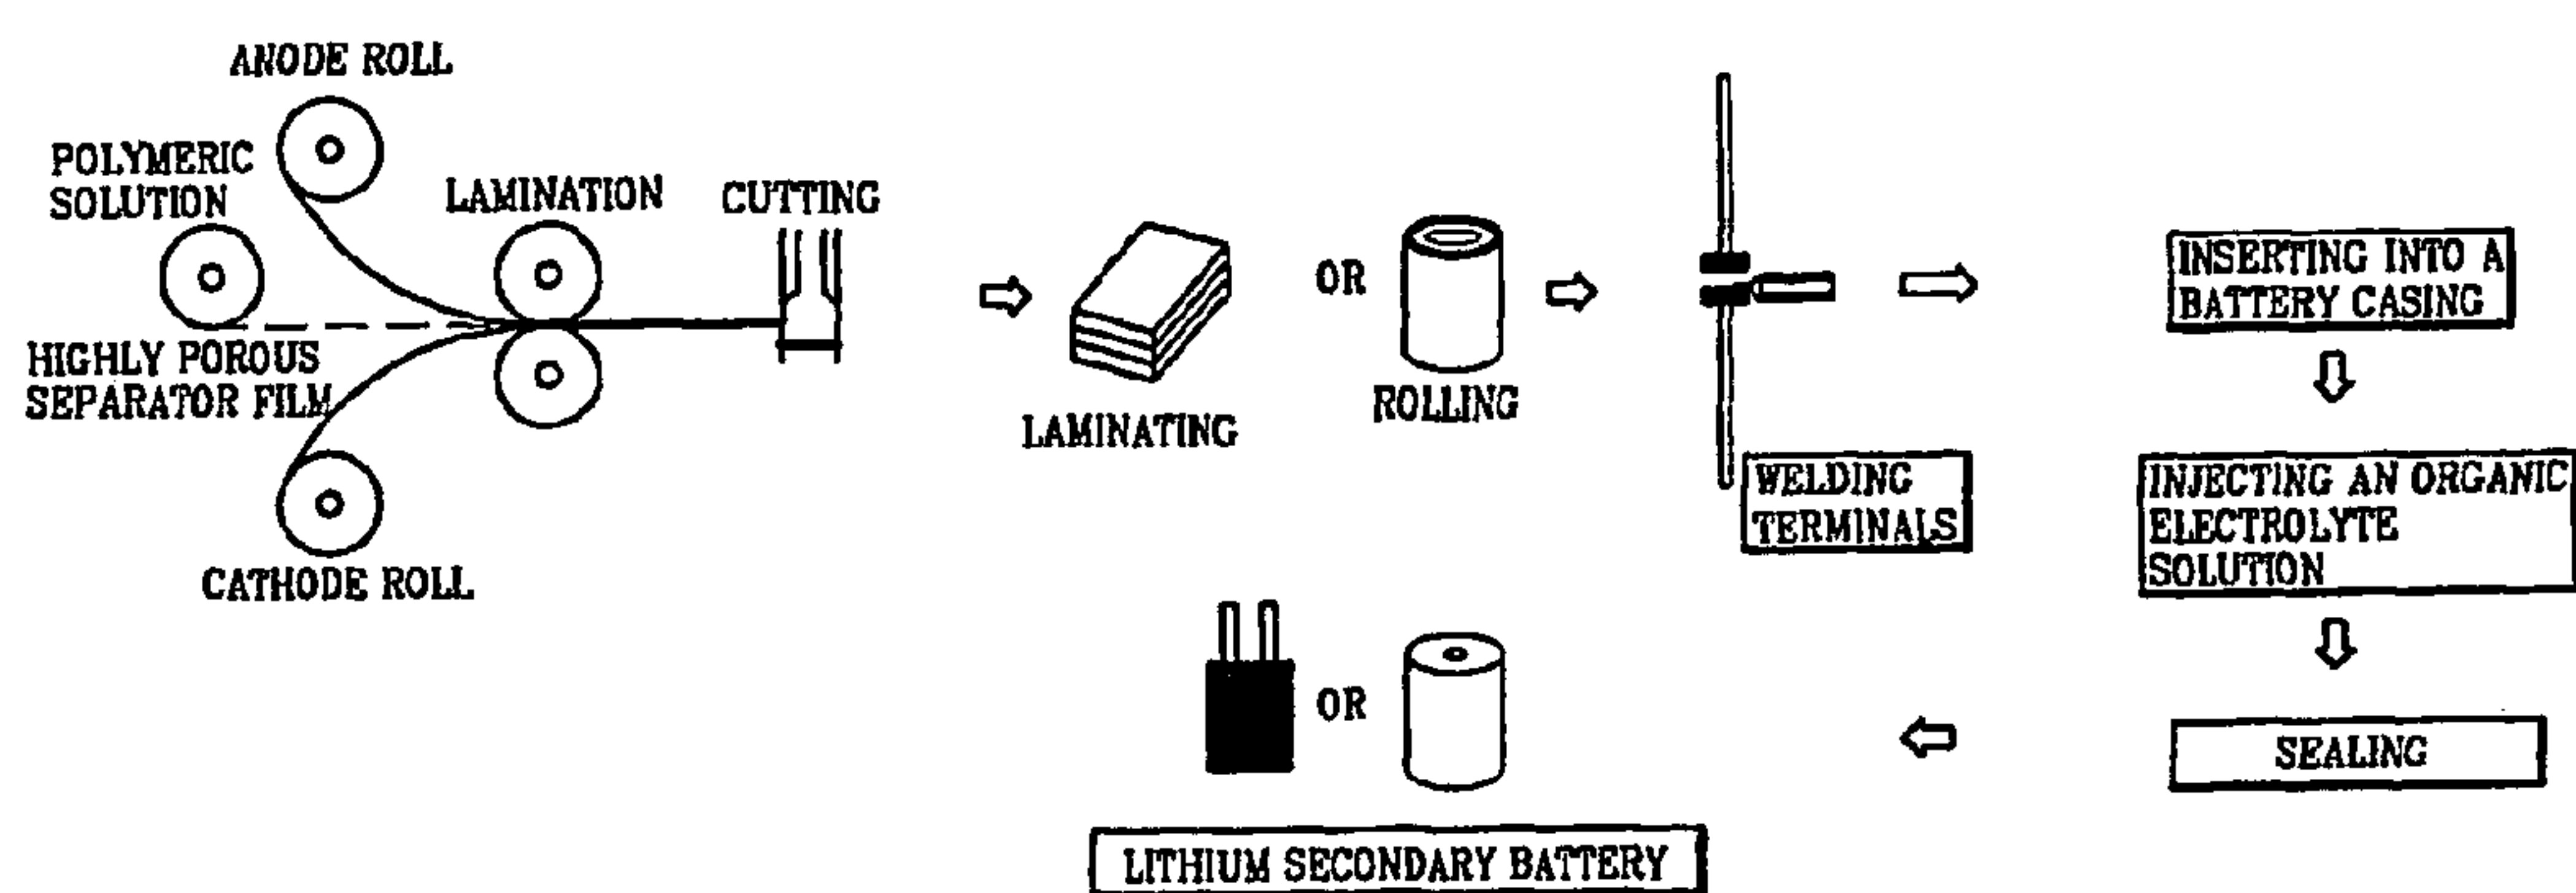 ANODE ROLL
POLYMERIC
SOLUTION
LAMINATION
CUTTING
HIGHLY POROUS
SEPARATOR FILM
CATHODE ROLL
LAMINATING
OR
ROLLING
WELDING
TERMINALS
INSERTING INTO A
BATTERY CASING
INJECTING AN ORGANIC
ELECTROLYTE
SOLUTION
SEALING
OR
LITHIUM SECONDARY BATTERY